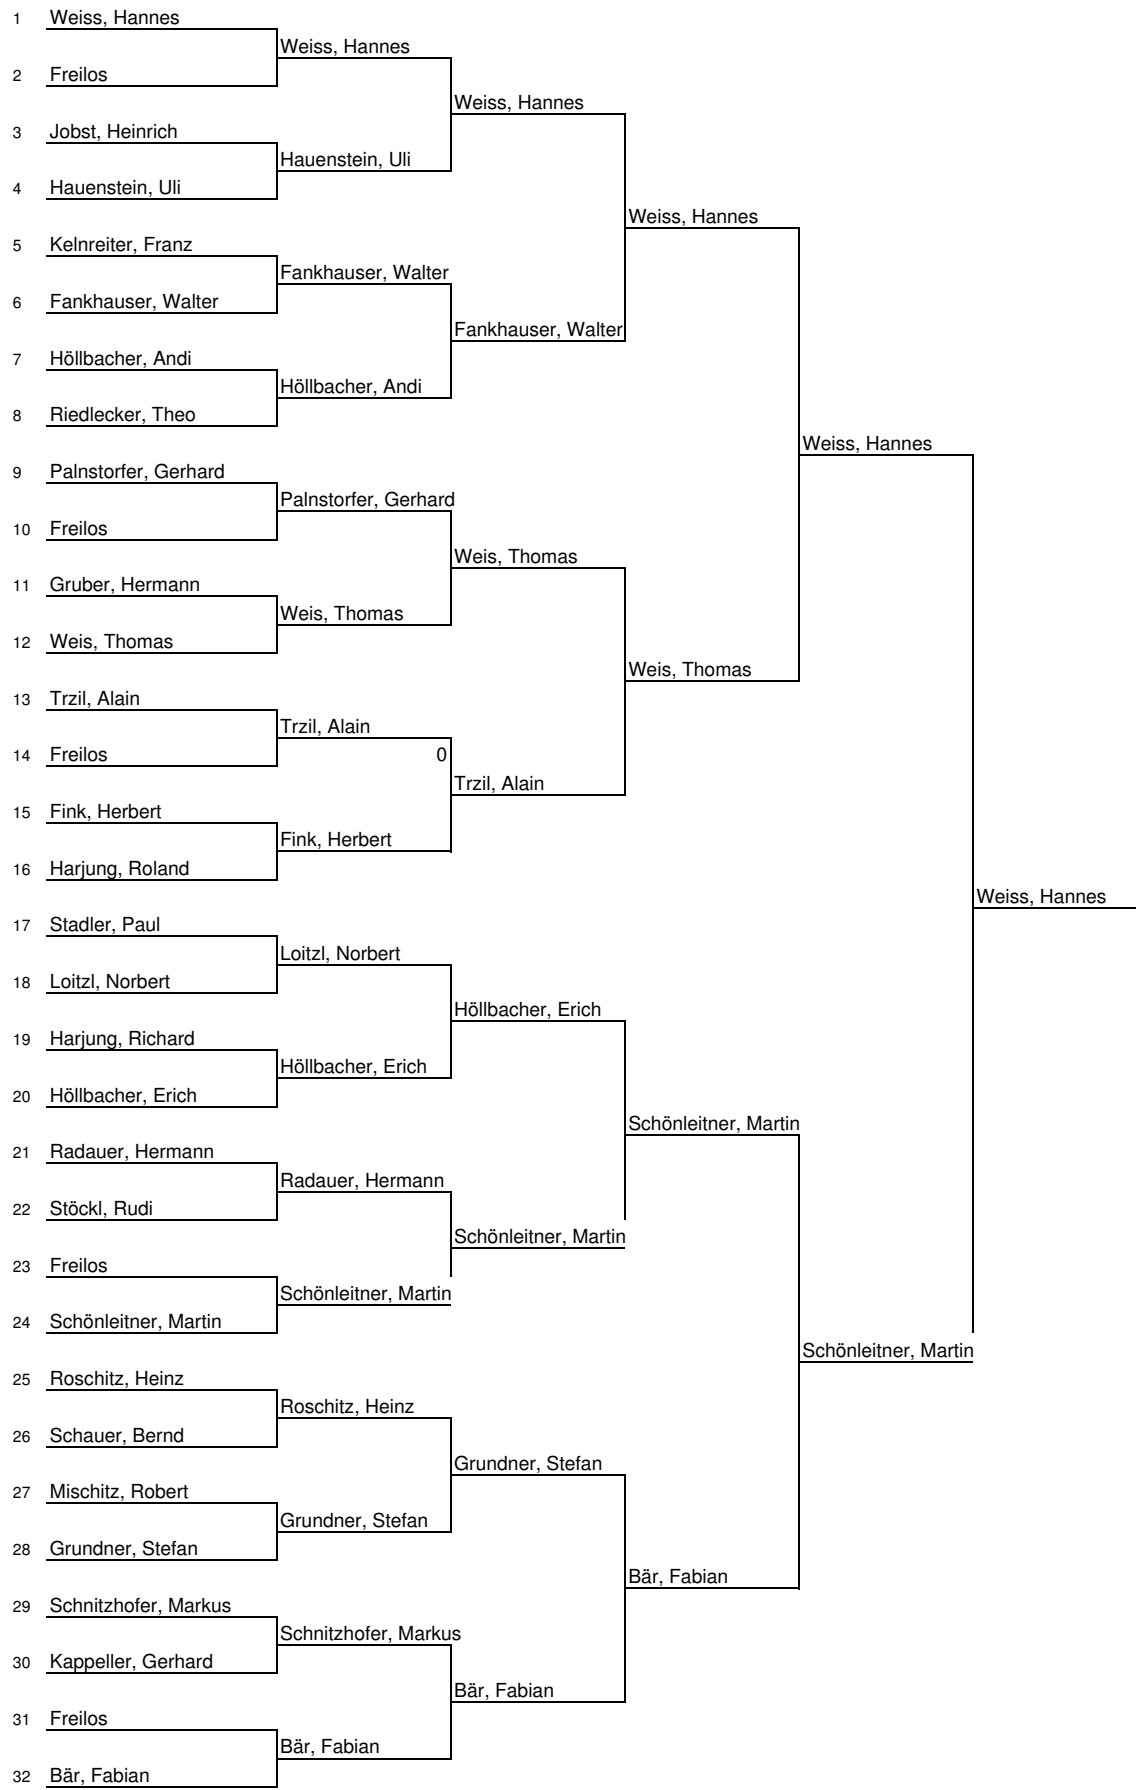 1 Weiss, Hannes
Weiss, Hannes
2 Freilos
Weiss, Hannes
3 Jobst, Heinrich
Hauenstein, Uli
4 Hauenstein, Uli
Weiss, Hannes
5 Kelnreiter, Franz
Fankhauser, Walter
6 Fankhauser, Walter
Fankhauser, Walter
7 Höllbacher, Andi
Höllbacher, Andi
8 Riedlecker, Theo
Weiss, Hannes
9 Palnstorfer, Gerhard
Palnstorfer, Gerhard
10 Freilos
Weis, Thomas
11 Gruber, Hermann
Weis, Thomas
12 Weis, Thomas
Weis, Thomas
13 Trzil, Alain
Trzil, Alain
14 Freilos 0
Trzil, Alain
15 Fink, Herbert
Fink, Herbert
16 Harjung, Roland
Weiss, Hannes
17 Stadler, Paul
Loitzl, Norbert
18 Loitzl, Norbert
Höllbacher, Erich
19 Harjung, Richard
Höllbacher, Erich
20 Höllbacher, Erich
Schönleitner, Martin
21 Radauer, Hermann
Radauer, Hermann
22 Stöckl, Rudi
Schönleitner, Martin
23 Freilos
Schönleitner, Martin
24 Schönleitner, Martin
Schönleitner, Martin
25 Roschitz, Heinz
Roschitz, Heinz
26 Schauer, Bernd
Grundner, Stefan
27 Mischitz, Robert
Grundner, Stefan
28 Grundner, Stefan
Bär, Fabian
29 Schnitzhofer, Markus
Schnitzhofer, Markus
30 Kappeller, Gerhard
Bär, Fabian
31 Freilos
Bär, Fabian
32 Bär, Fabian